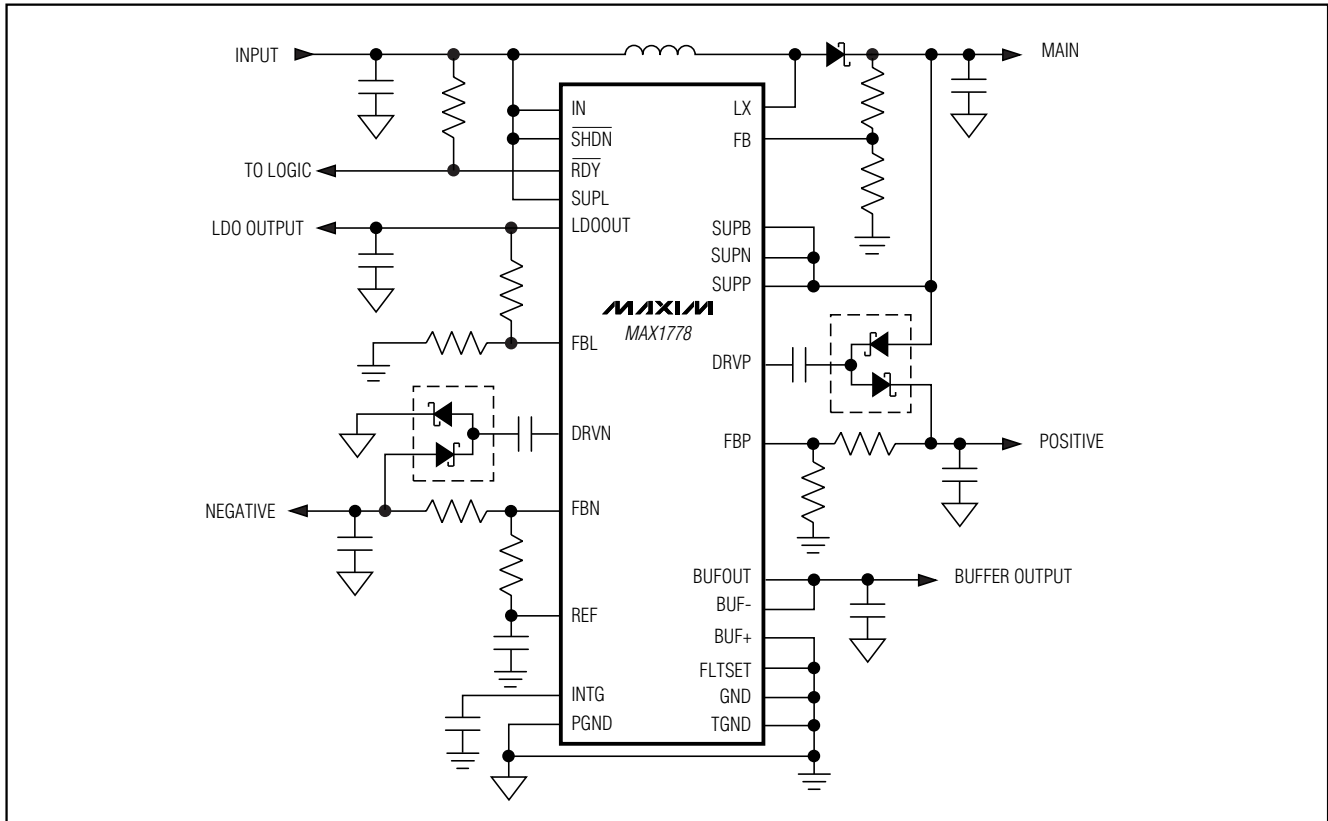 INPUT
MAIN
IN
SHDN
RDY
SUPL
LDOOUT
TO LOGIC
LDO OUTPUT
FBL
DRVN
NEGATIVE
FBN
REF
INTG
PGND
MAXIM
MAX1778
LX
FB
SUPB
SUPN
SUPP
DRVP
FBP
POSITIVE
BUFOUT
BUFFER OUTPUT
BUF-
BUF+
FLTSET
GND
TGND